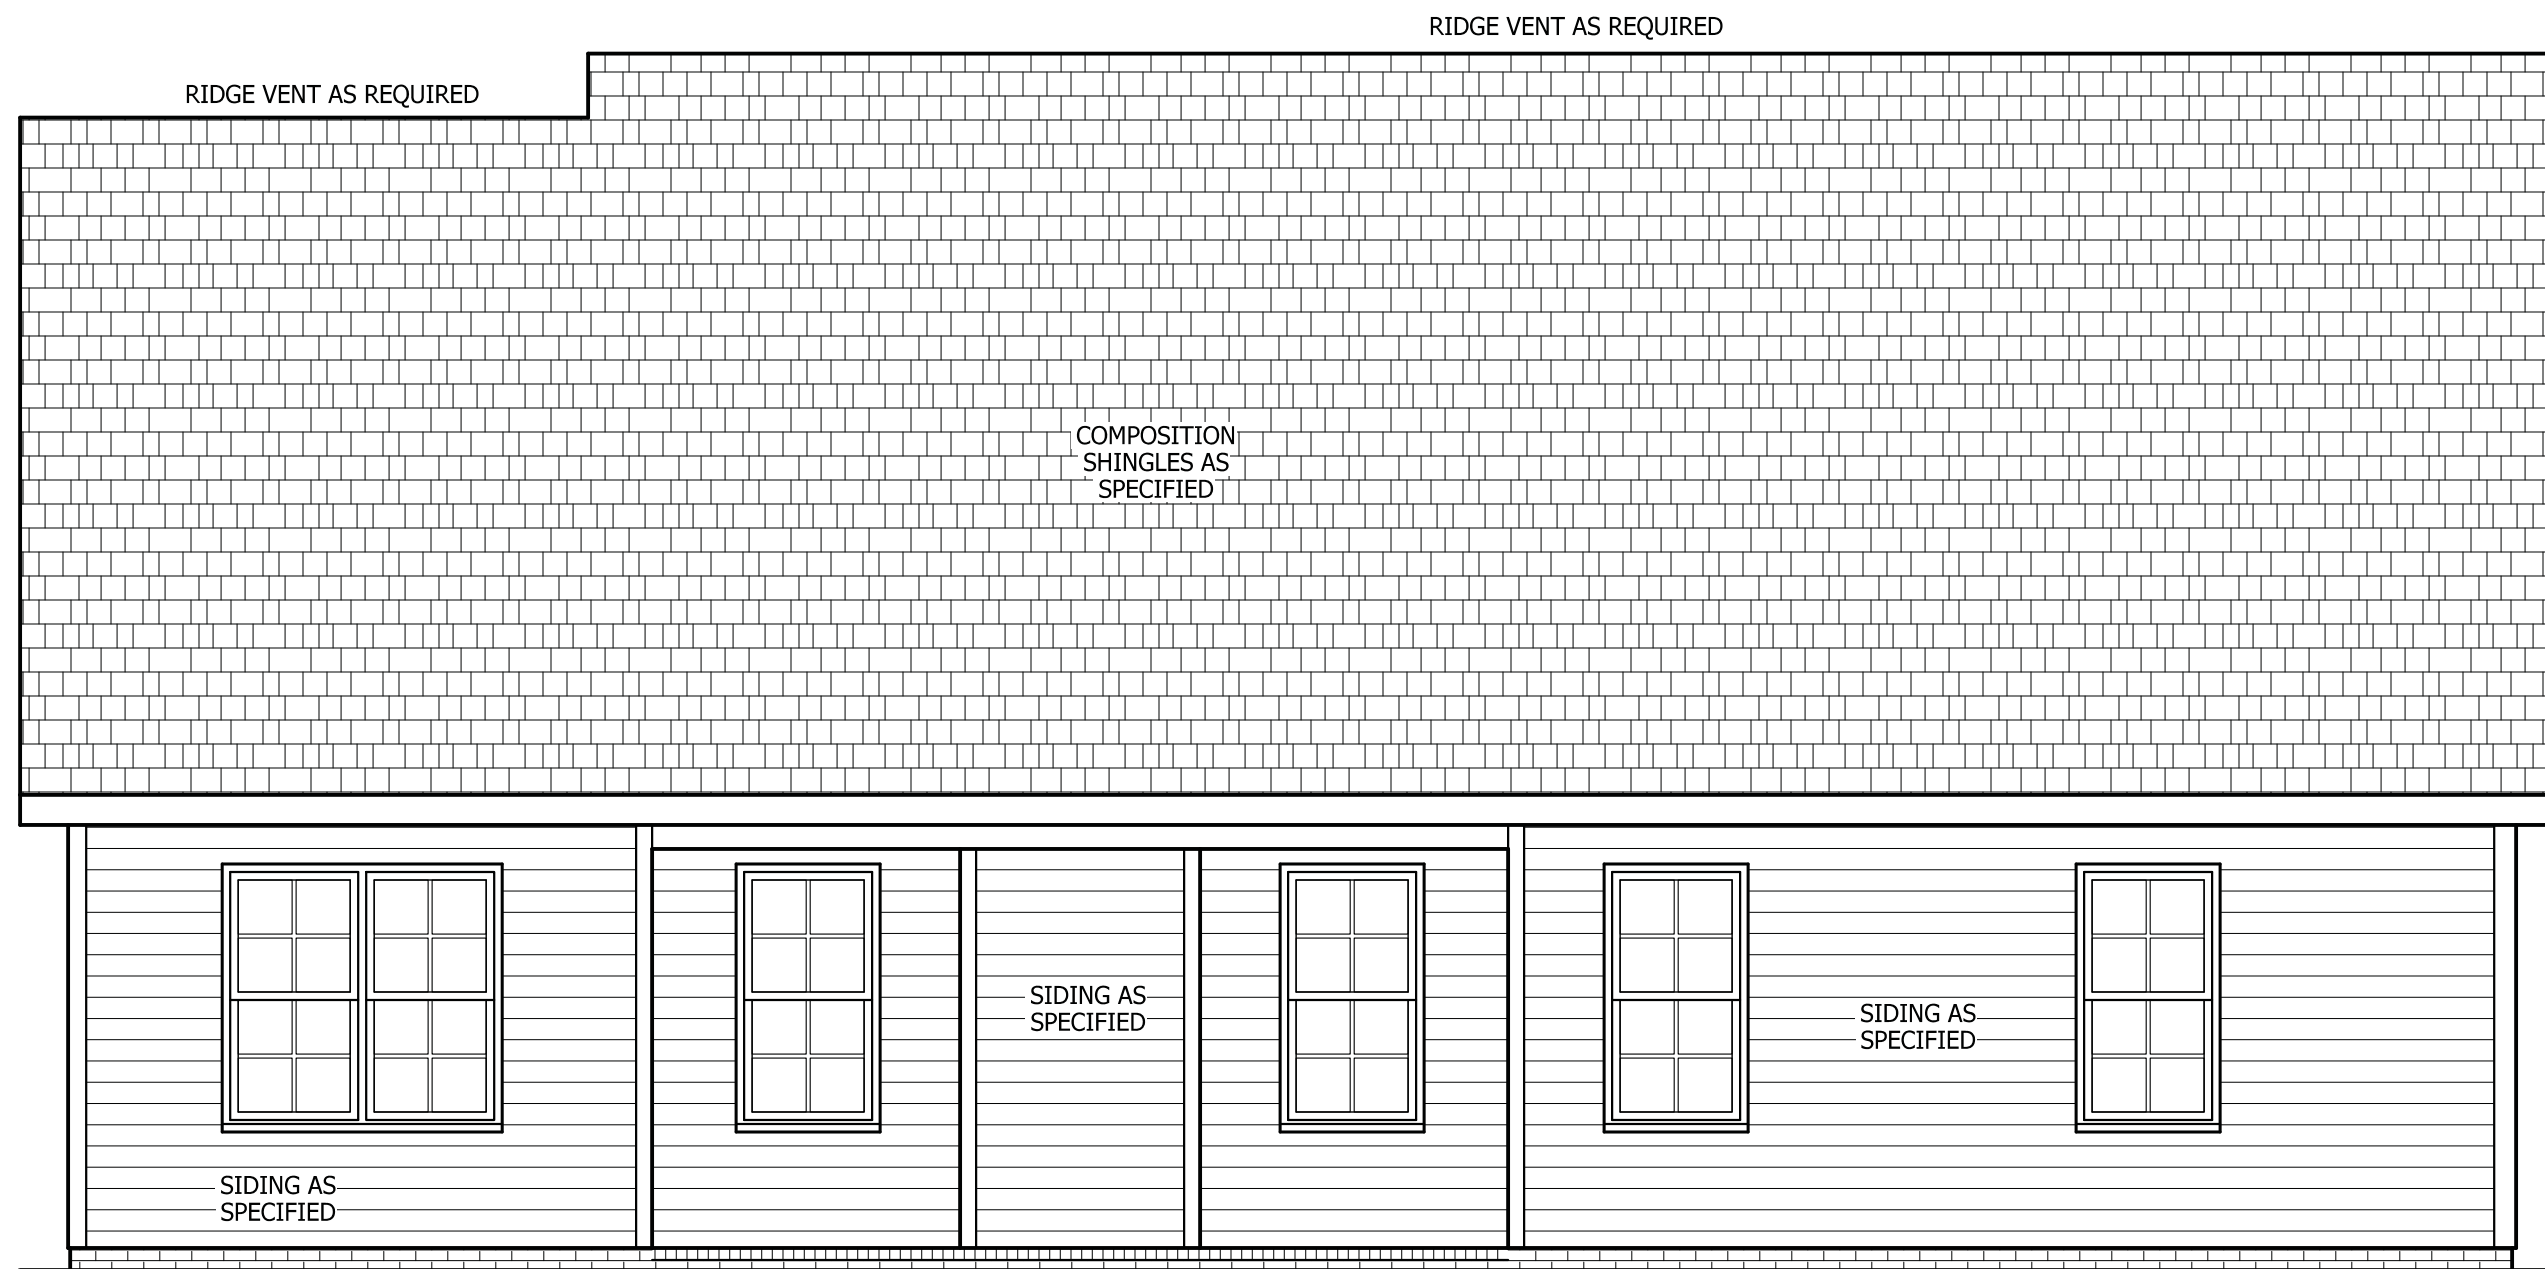 RIDGE VENT AS REQUIRED
RIDGE VENT AS REQUIRED
COMPOSITION
SHINGLES AS
SPECIFIED
SIDING AS
SPECIFIED
SIDING AS
SPECIFIED
SIDING AS
SPECIFIED